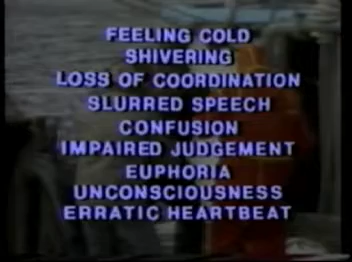 FEELING COLD
SHIVERING
LOSS OF COORDINATION
SLURRED SPEECH
CONFUSION
IMPAIRED JUDGEMENT
EUPHORIA
UNCONSCIOUSNESS
ERRATIC HEARTBEAT